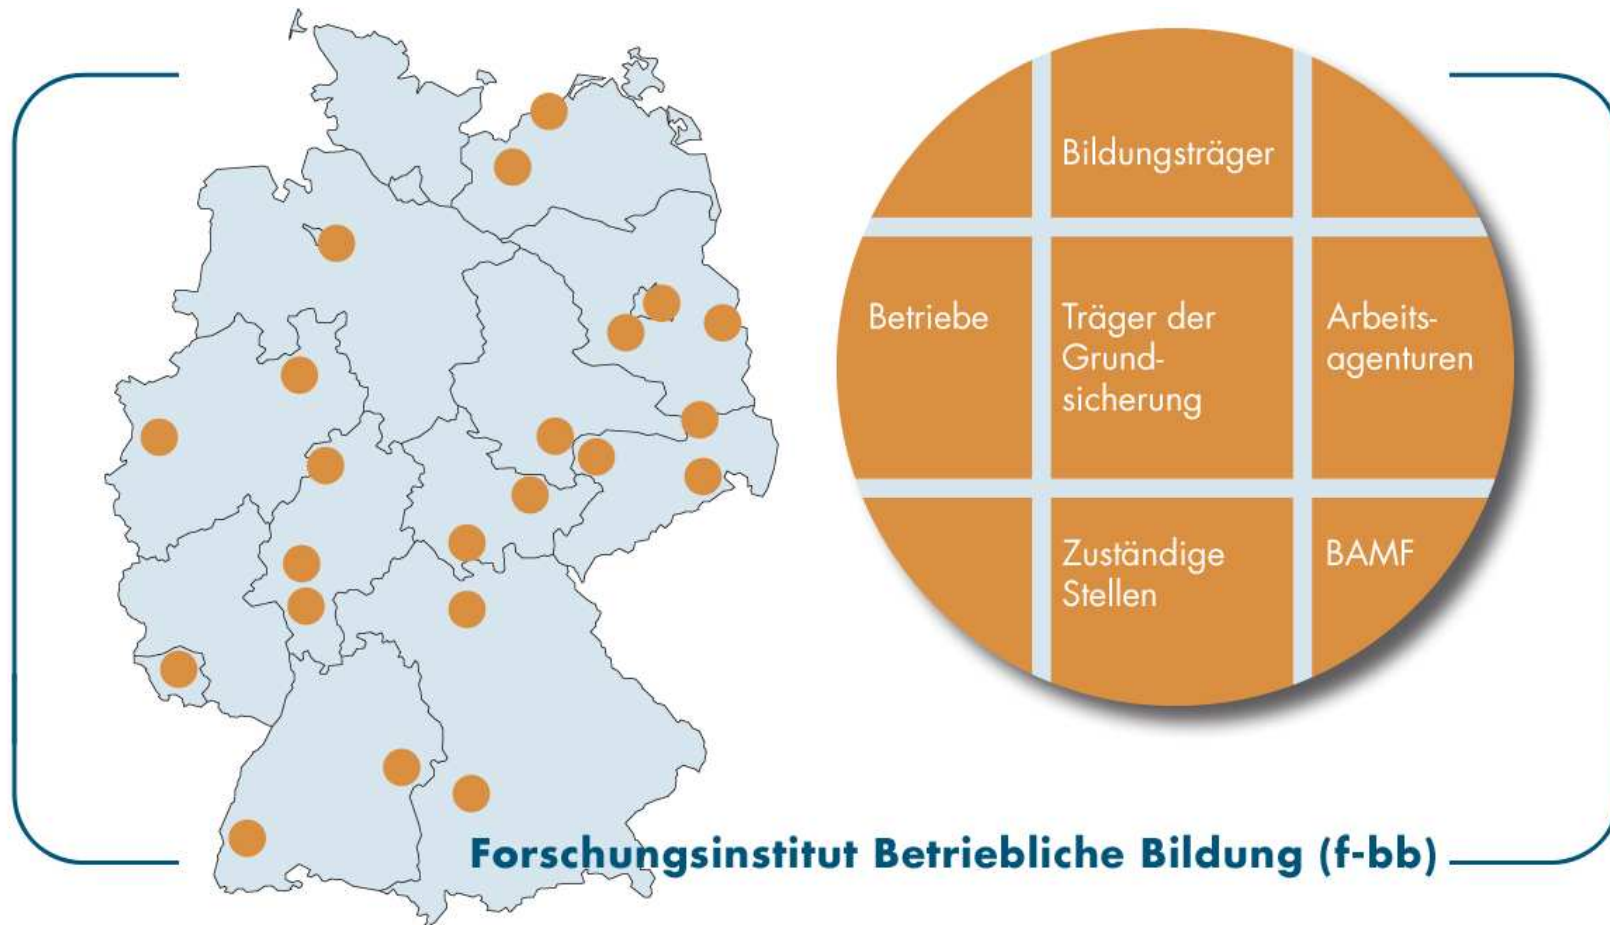 Bildungsträger
Betriebe
Träger der
Grund-
sicherung
Arbeits-
agenturen
Zuständige
Stellen
BAMF
Forschungsinstitut Betriebliche Bildung (f-bb)